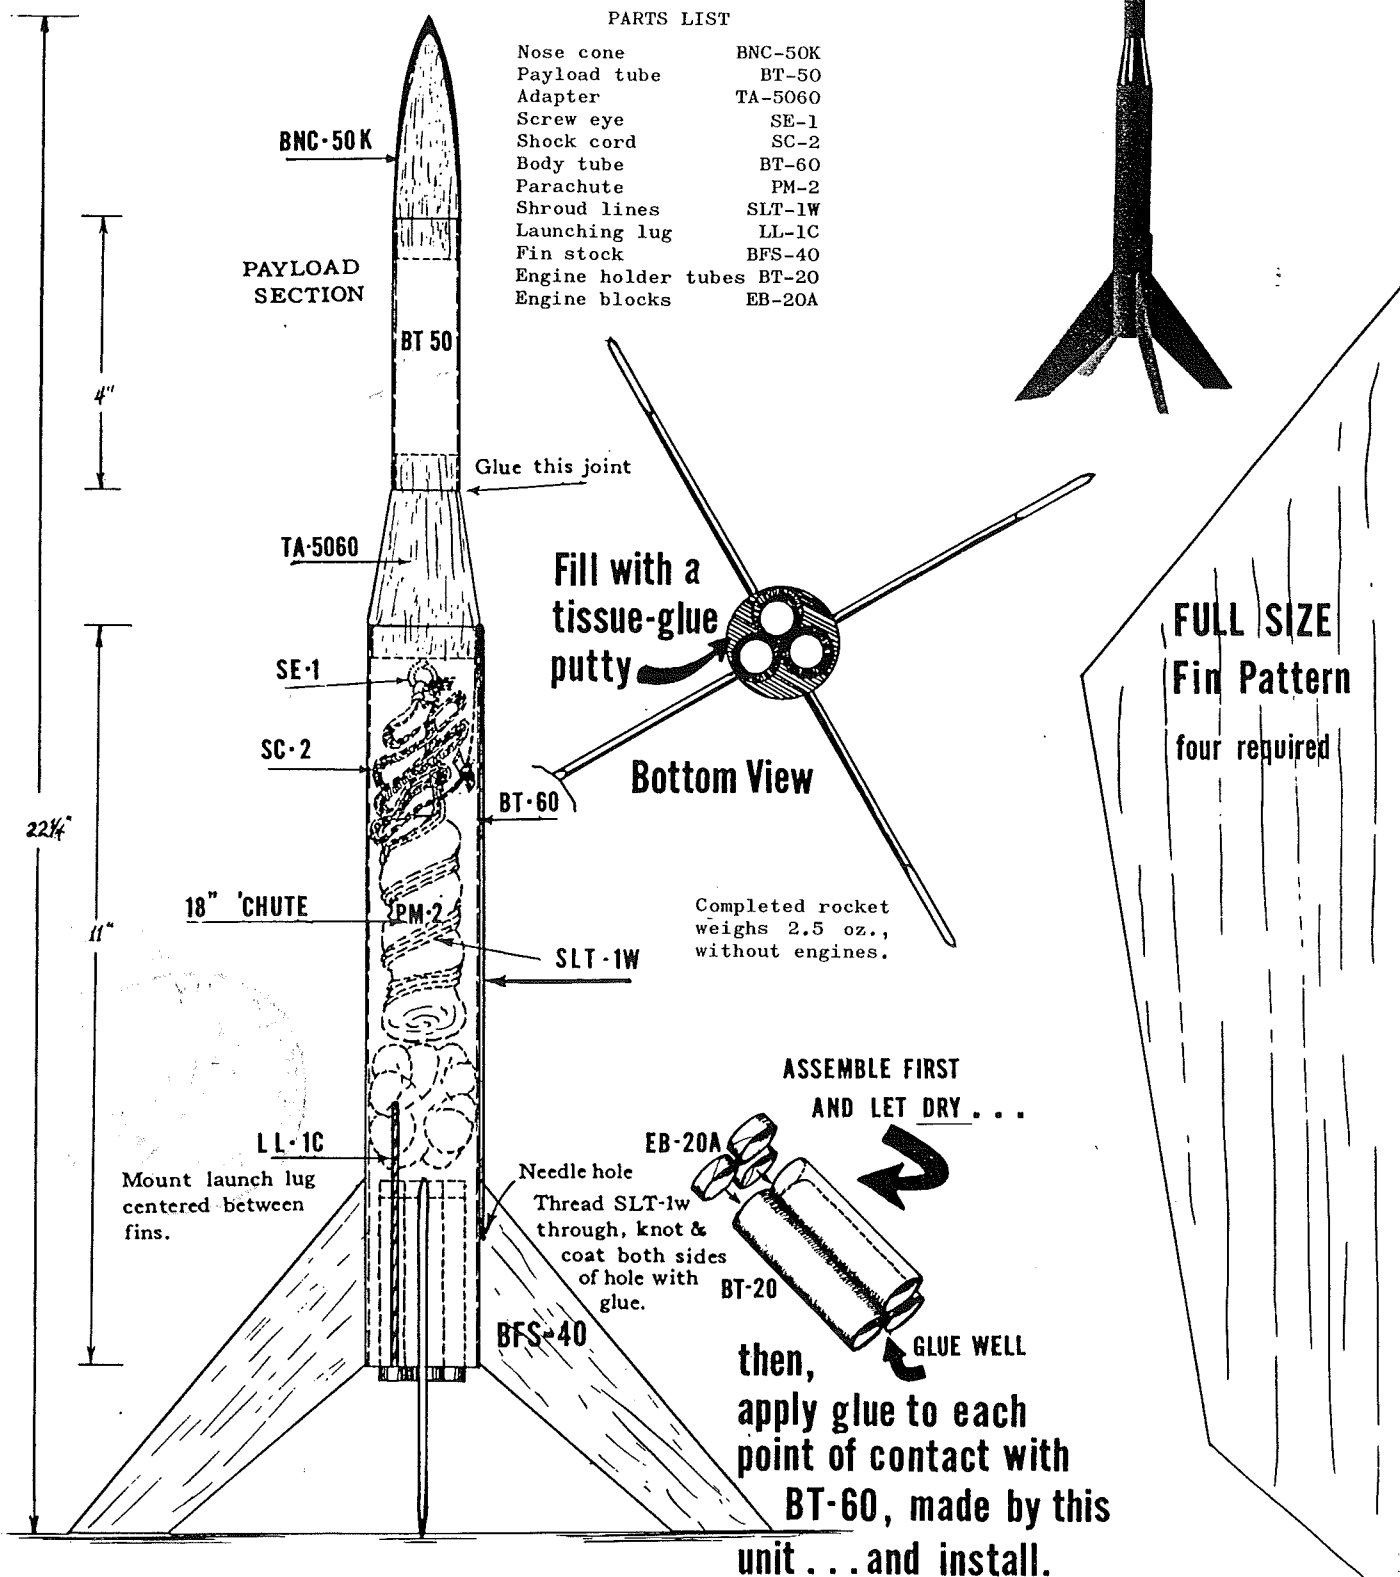 PARTS LIST
Nose cone BNC-50K
Payload tube BT-50
Adapter TA-5060
Screw eye SE-1
Shock cord SC-2
Body tube BT-60
Parachute PM-2
Shroud lines SLT-1W
Launching lug LL-1C
Fin stock BFS-40
Engine holder tubes BT-20
Engine blocks EB-20A
BNC·50K
PAYLOAD
SECTION
BT 50
4"
Glue this joint
TA·5060
Fill with a
tissue-glue
putty
Bottom View
SE·1
SC·2
BT·60
22¼"
11"
18" 'CHUTE
PM·2
SLT·1W
Completed rocket
weighs 2.5 oz.,
without engines.
FULL SIZE
Fin Pattern
four required
LL·1C
Mount launch lug
centered between
fins.
Needle hole
Thread SLT-1w
through, knot &
coat both sides
of hole with
glue.
BFS-40
ASSEMBLE FIRST
AND LET DRY...
EB-20A
BT-20
GLUE WELL
then,
apply glue to each
point of contact with
BT·60, made by this
unit...and install.